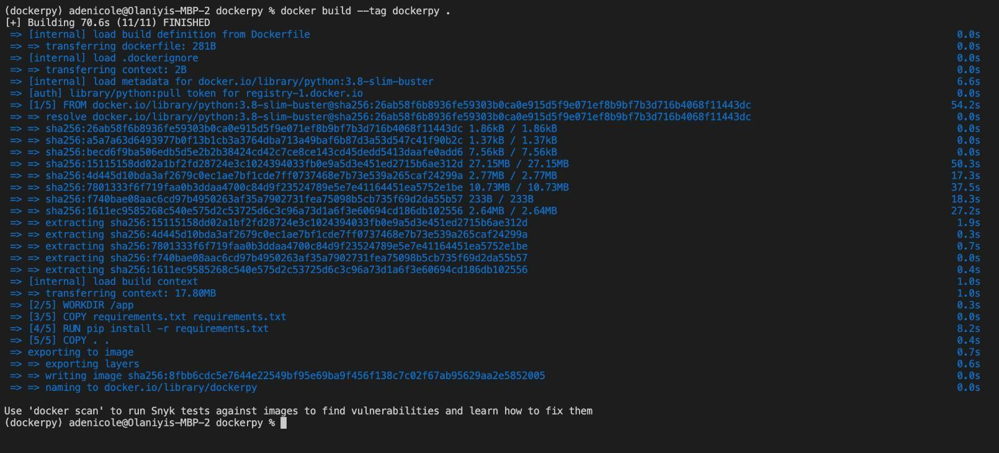 (dockerpy) adenicole@Olaniyis-MBP-2 dockerpy % docker build --tag dockerpy .
[+] Building 70.6s (11/11) FINISHED
=> [internal] load build definition from Dockerfile 0.0s
=> => transferring dockerfile: 281B 0.0s
=> [internal] load .dockerignore 0.0s
=> => transferring context: 2B 0.0s
=> [internal] load metadata for docker.io/library/python:3.8-slim-buster 6.6s
=> [auth] library/python:pull token for registry-1.docker.io 0.0s
=> [1/5] FROM docker.io/library/python:3.8-slim-buster@sha256:26ab58f6b8936fe59303b0ca0e915d5f9e071ef8b9bf7b3d716b4068f11443dc 54.2s
=> => resolve docker.io/library/python:3.8-slim-buster@sha256:26ab58f6b8936fe59303b0ca0e915d5f9e071ef8b9bf7b3d716b4068f11443dc 0.0s
=> => sha256:26ab58f6b8936fe59303b0ca0e915d5f9e071ef8b9bf7b3d716b4068f11443dc 1.86kB / 1.86kB 0.0s
=> => sha256:a5a7a63d6493977b0f13b1cb3a3764dba713a49baf6b87d3a53d547c41f90b2c 1.37kB / 1.37kB 0.0s
=> => sha256:becd6f9ba506edb5d5e2b2b38424cd42c7ce8ce143cd45dedd5413daafe0add6 7.56kB / 7.56kB 0.0s
=> => sha256:15115158dd02a1bf2fd28724e3c1024394033fb0e9a5d3e451ed2715b6ae312d 27.15MB / 27.15MB 50.3s
=> => sha256:4d445d10bda3af2679c0ec1ae7bf1cde7ff0737468e7b73e539a265caf24299a 2.77MB / 2.77MB 17.3s
=> => sha256:7801333f6f719faa0b3ddaa4700c84d9f23524789e5e7e41164451ea5752e1be 10.73MB / 10.73MB 37.5s
=> => sha256:f740bae08aac6cd97b4950263af35a7902731fea75098b5cb735f69d2da55b57 233B / 233B 18.3s
=> => sha256:1611ec9585268c540e575d2c53725d6c3c96a73d1a6f3e60694cd186db102556 2.64MB / 2.64MB 27.2s
=> => extracting sha256:15115158dd02a1bf2fd28724e3c1024394033fb0e9a5d3e451ed2715b6ae312d 1.9s
=> => extracting sha256:4d445d10bda3af2679c0ec1ae7bf1cde7ff0737468e7b73e539a265caf24299a 0.3s
=> => extracting sha256:7801333f6f719faa0b3ddaa4700c84d9f23524789e5e7e41164451ea5752e1be 0.7s
=> => extracting sha256:f740bae08aac6cd97b4950263af35a7902731fea75098b5cb735f69d2da55b57 0.0s
=> => extracting sha256:1611ec9585268c540e575d2c53725d6c3c96a73d1a6f3e60694cd186db102556 0.4s
=> [internal] load build context 1.0s
=> => transferring context: 17.80MB 1.0s
=> [2/5] WORKDIR /app 0.3s
=> [3/5] COPY requirements.txt requirements.txt 0.0s
=> [4/5] RUN pip install -r requirements.txt 8.2s
=> [5/5] COPY . . 0.4s
=> exporting to image 0.7s
=> => exporting layers 0.6s
=> => writing image sha256:8fbb6cdc5e7644e22549bf95e69ba9f456f138c7c02f67ab95629aa2e5852005 0.0s
=> => naming to docker.io/library/dockerpy 0.0s
Use 'docker scan' to run Snyk tests against images to find vulnerabilities and learn how to fix them
(dockerpy) adenicole@Olaniyis-MBP-2 dockerpy %